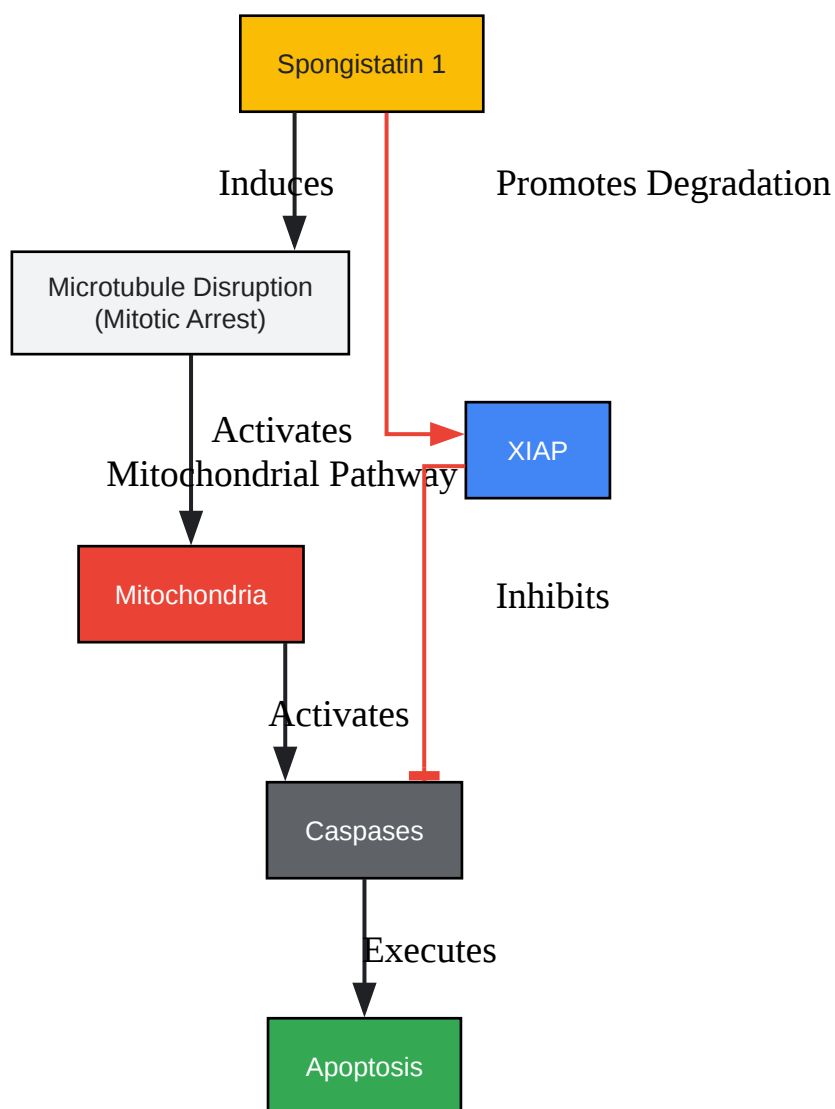 Spongistatin 1
Induces
Promotes Degradation
Microtubule Disruption
(Mitotic Arrest)
Activates
Mitochondrial Pathway
XIAP
Mitochondria
Inhibits
Activates
Caspases
Executes
Apoptosis